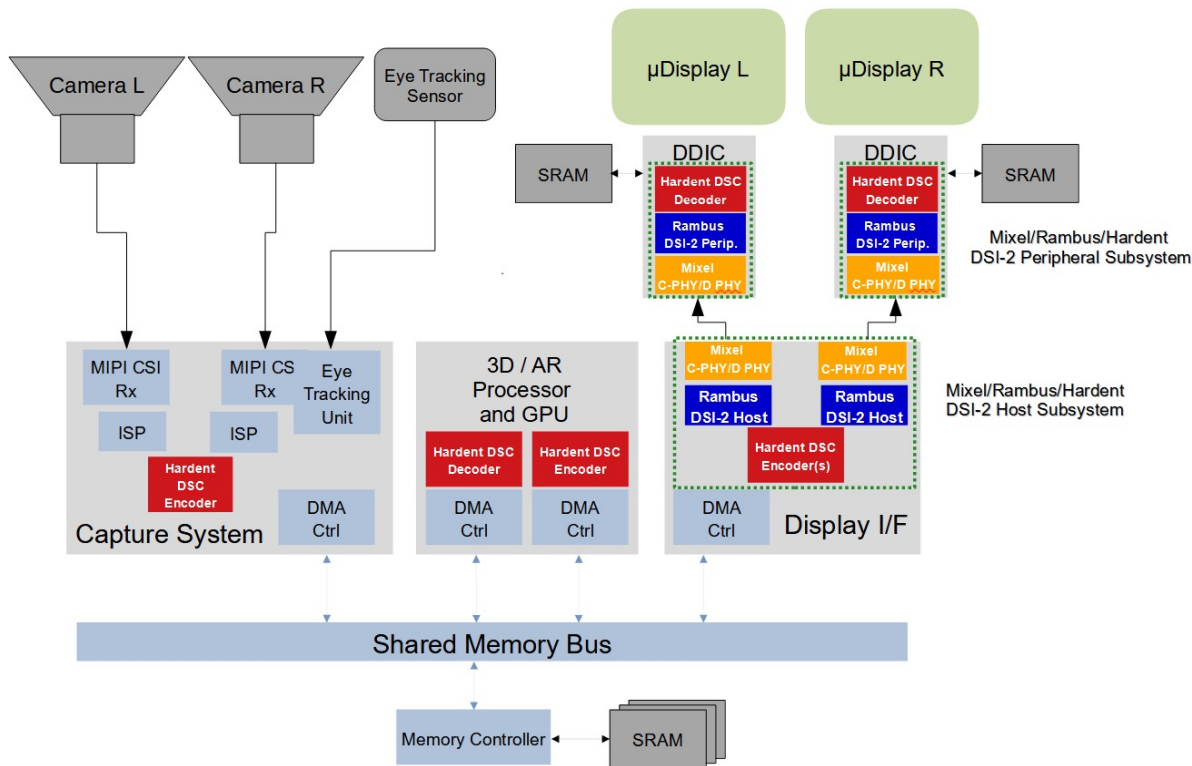 Camera L
Camera R
Eye Tracking
Sensor
µDisplay L
µDisplay R
SRAM
DDIC
Hardent DSC
Decoder
Rambus
DSI-2 Perip.
Mixel
C-PHY/D PHY
DDIC
Hardent DSC
Decoder
Rambus
DSI-2 Perip.
Mixel
C-PHY/D PHY
SRAM
Mixel/Rambus/Hardent
DSI-2 Peripheral Subsystem
MIPI CSI
Rx
ISP
MIPI CS
Rx
ISP
Eye
Tracking
Unit
Hardent
DSC
Encoder
DMA
Ctrl
Capture System
3D / AR
Processor
and GPU
Hardent DSC
Decoder
Hardent DSC
Encoder
DMA
Ctrl
DMA
Ctrl
Mixel
C-PHY/D PHY
Mixel
C-PHY/D PHY
Rambus
DSI-2 Host
Rambus
DSI-2 Host
Hardent DSC
Encoder(s)
DMA
Ctrl
Display I/F
Mixel/Rambus/Hardent
DSI-2 Host Subsystem
Shared Memory Bus
Memory Controller
SRAM